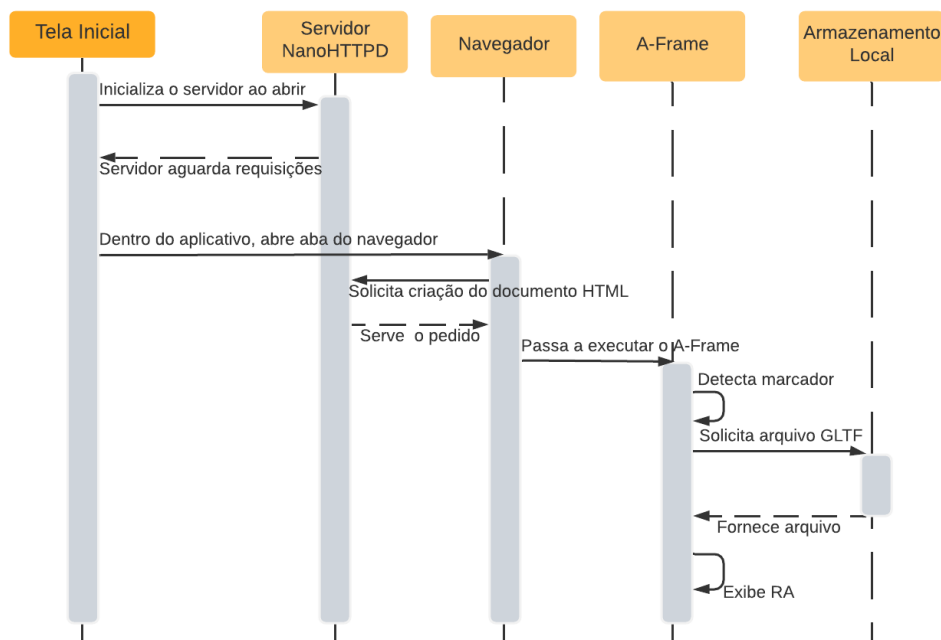 Tela Inicial
Servidor
NanoHTTPD
Navegador
A-Frame
Armazenamento
Local
Inicializa o servidor ao abrir
Servidor aguarda requisições
Dentro do aplicativo, abre aba do navegador
Solicita criação do documento HTML
Serve o pedido
Passa a executar o A-Frame
Detecta marcador
Solicita arquivo GLTF
Fornece arquivo
Exibe RA